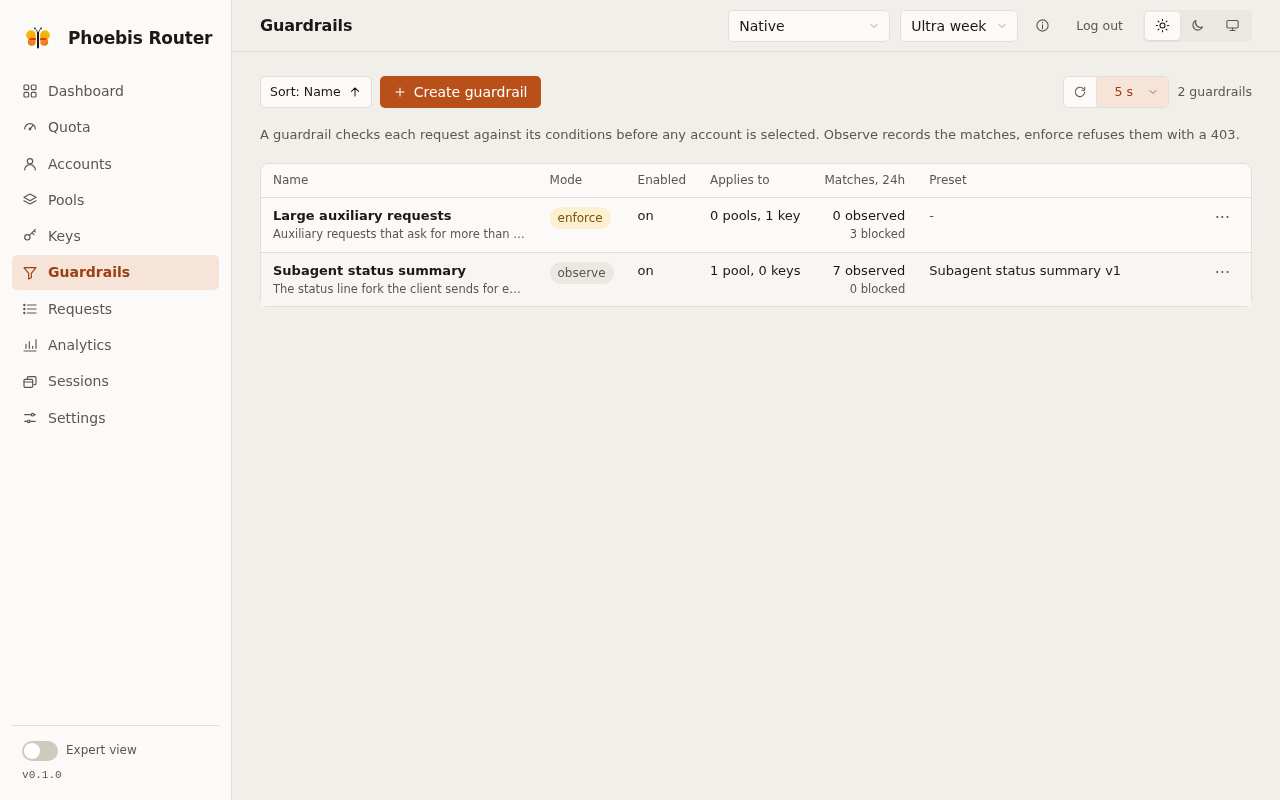 Phoebis Router
Dashboard
Quota
Accounts
Pools
Keys
Guardrails
Requests
Analytics
Sessions
Settings
Expert view
v0.1.0
Guardrails
Native
Ultra week
Log out
Sort: Name
Create guardrail
5 s
2 guardrails
A guardrail checks each request against its conditions before any account is selected. Observe records the matches, enforce refuses them with a 403.
Name Mode Enabled Applies to Matches, 24h Preset
Large auxiliary requests enforce on 0 pools, 1 key 0 observed -
Auxiliary requests that ask for more than … 3 blocked
Subagent status summary observe on 1 pool, 0 keys 7 observed Subagent status summary v1
The status line fork the client sends for e… 0 blocked